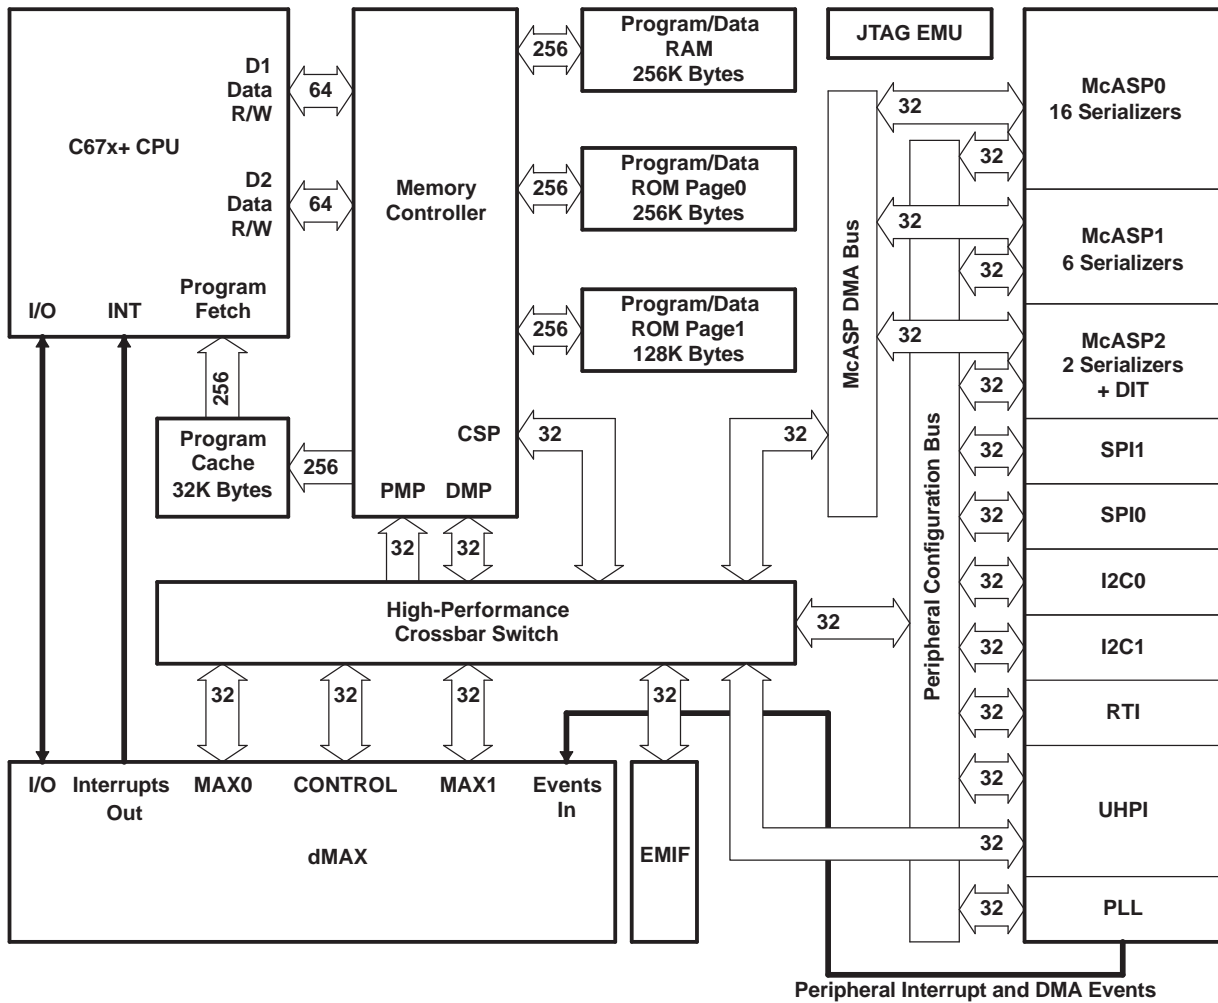 D1
Data
R/W
C67x+ CPU
D2
Data
R/W
I/O
INT
Program
Fetch
64
64
256
Program
Cache
32K Bytes
256
Memory
Controller
CSP
PMP
DMP
256
Program/Data
RAM
256K Bytes
256
Program/Data
ROM Page0
256K Bytes
256
Program/Data
ROM Page1
128K Bytes
JTAG EMU
32
32
32
32
High-Performance
Crossbar Switch
32
32
32
32
32
I/O
Interrupts
Out
MAX0
CONTROL
MAX1
Events
In
dMAX
EMIF
McASP DMA Bus
Peripheral Configuration Bus
32
32
McASP0
16 Serializers
32
32
McASP1
6 Serializers
32
32
McASP2
2 Serializers
+ DIT
32
SPI1
32
SPI0
32
I2C0
32
I2C1
32
RTI
32
UHPI
32
32
PLL
Peripheral Interrupt and DMA Events